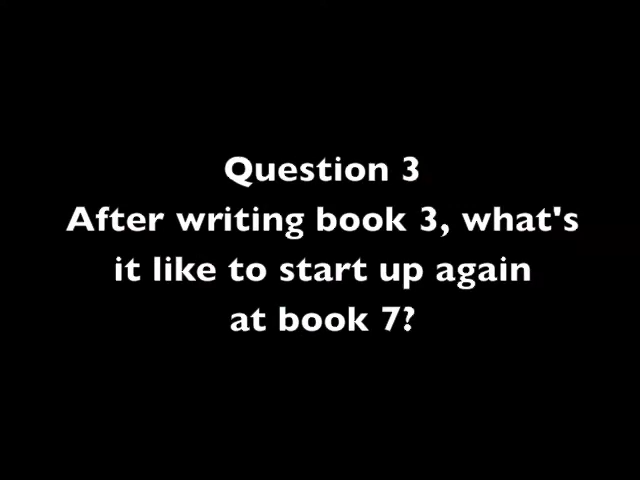 Question 3
After writing book 3, what's
it like to start up again
at book 7?